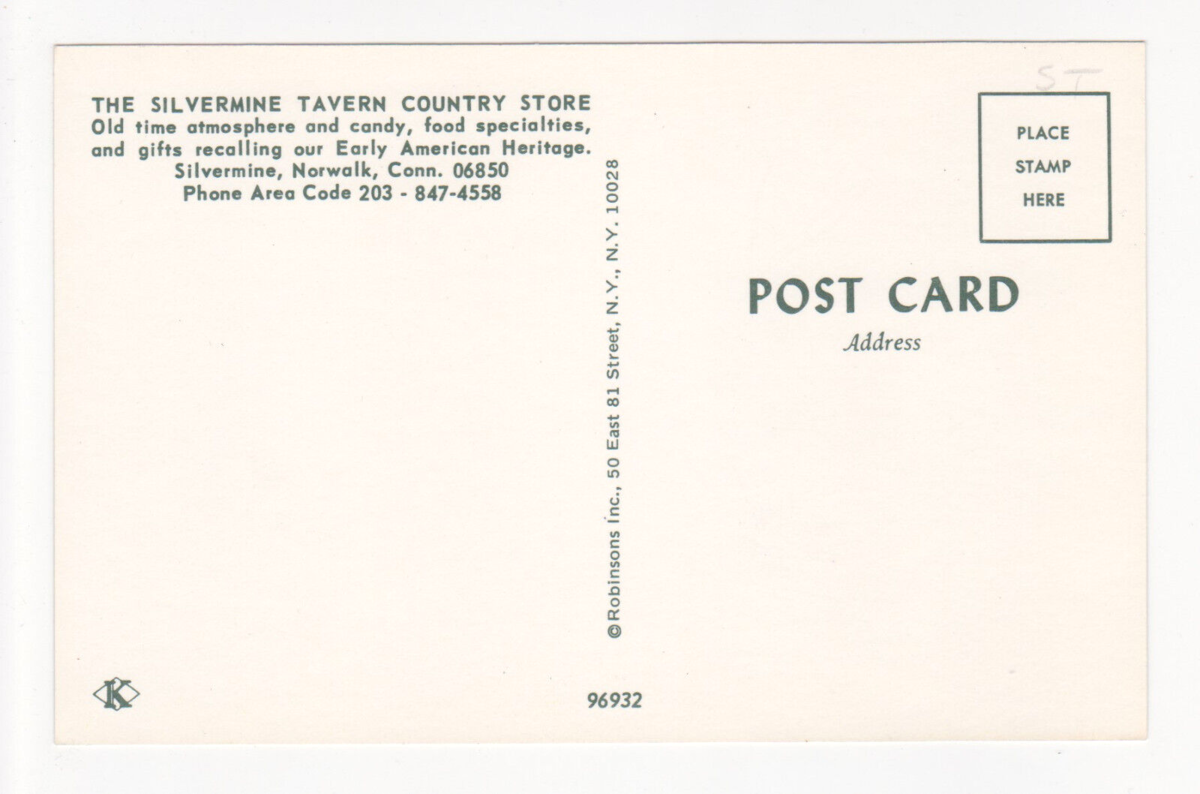 THE SILVERMINE TAVERN COUNTRY STORE
Old time atmosphere and candy, food specialties,
and gifts recalling our Early American Heritage.
Silvermine, Norwalk, Conn. 06850
Phone Area Code 203 - 847-4558
©Robinsons Inc., 50 East 81 Street, N.Y., N.Y. 10028
ST
PLACE
STAMP
HERE
POST CARD
Address
K
96932